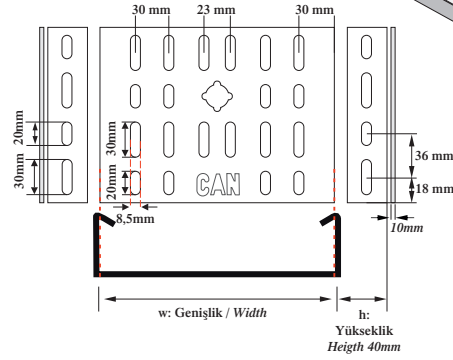 30 mm 23 mm 30 mm
20mm
30mm
30mm
20mm
8,5mm
CAN
36 mm
18 mm
10mm
w: Genişlik / Width
h:
Yükseklik
Heigth 40mm